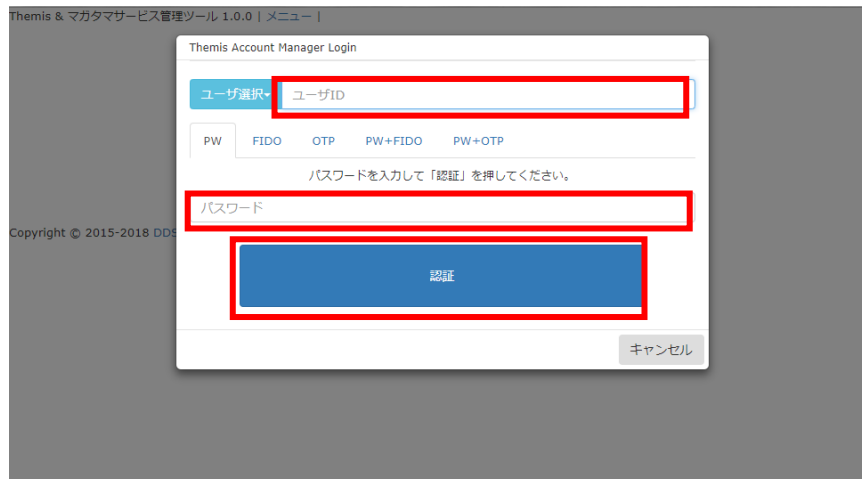 Themis & マガタマサービス管理ツール 1.0.0 | メニュー |
Themis Account Manager Login
ユーザ選択 ユーザID
PW FIDO OTP PW+FIDO PW+OTP
パスワードを入力して「認証」を押してください。
パスワード
Copyright © 2015-2018 DDS
認証
キャンセル